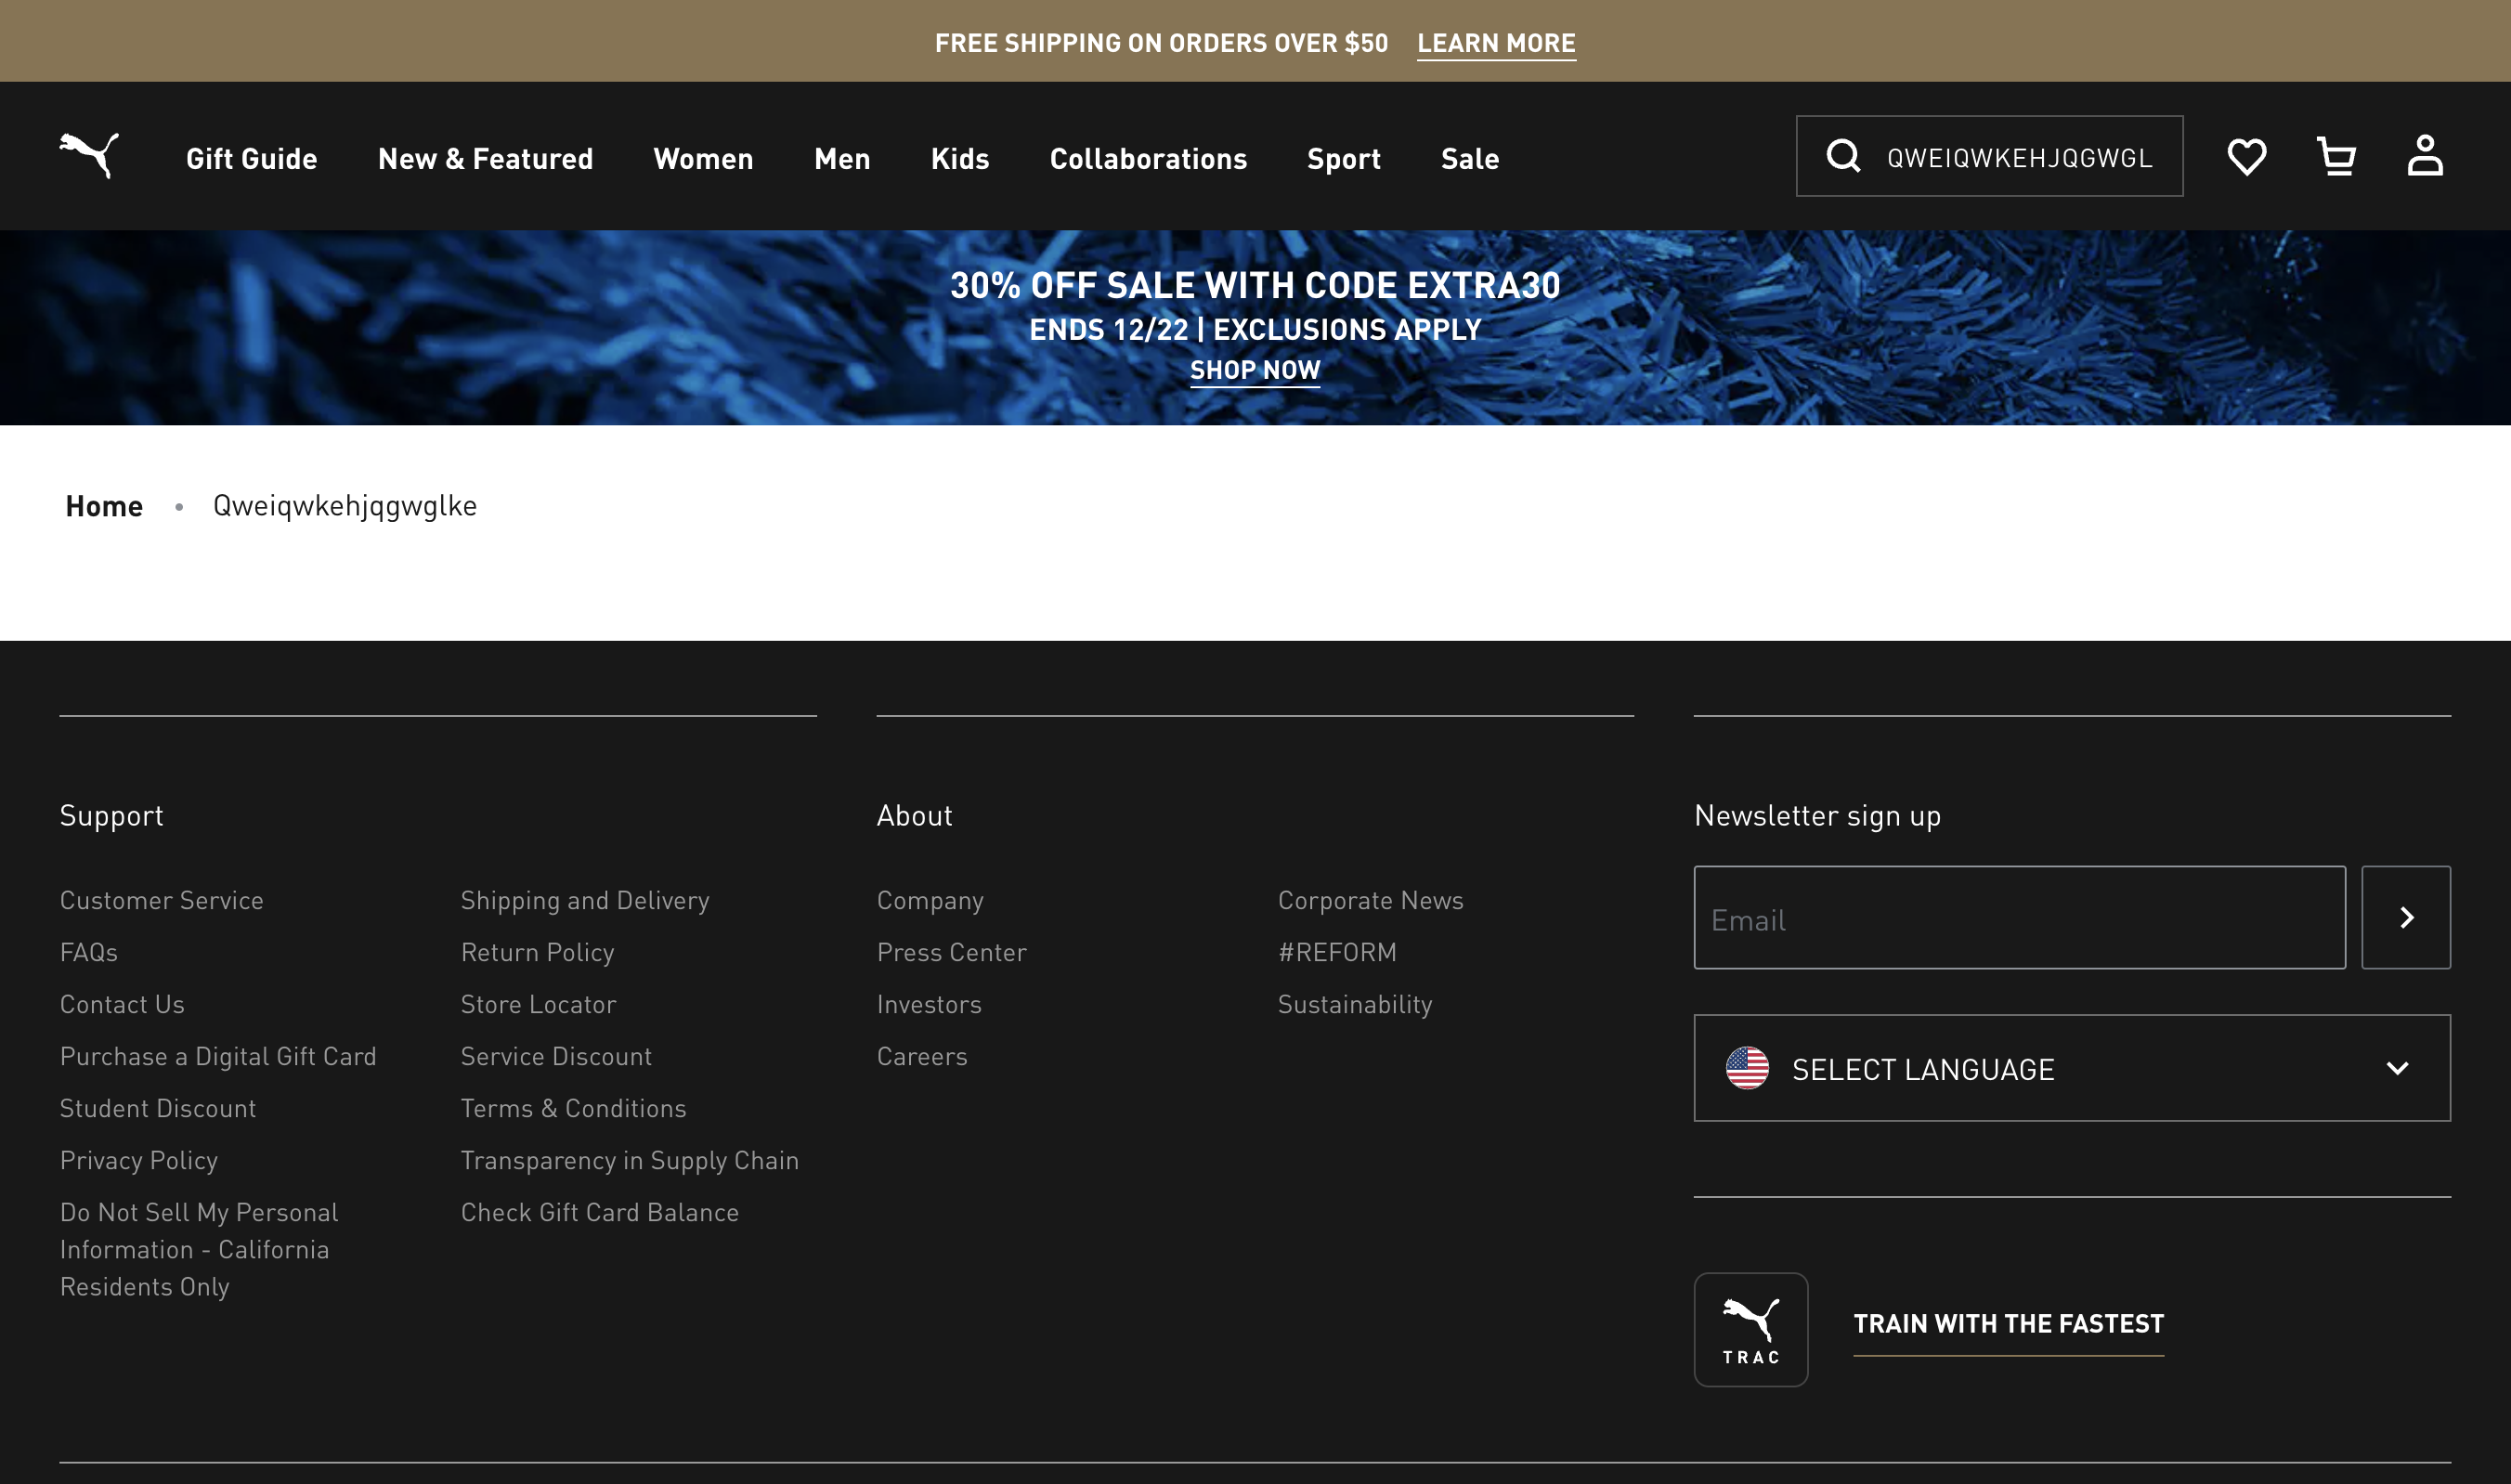 FREE SHIPPING ON ORDERS OVER $50 LEARN MORE
Gift Guide New & Featured Women Men Kids Collaborations Sport Sale QWEIQWKEHJQGWGL
30% OFF SALE WITH CODE EXTRA30
ENDS 12/22 | EXCLUSIONS APPLY
SHOP NOW
Home • Qweiqwkehjqgwglke
Support
Customer Service
FAQs
Contact Us
Purchase a Digital Gift Card
Student Discount
Privacy Policy
Do Not Sell My Personal
Information - California
Residents Only
Shipping and Delivery
Return Policy
Store Locator
Service Discount
Terms & Conditions
Transparency in Supply Chain
Check Gift Card Balance
About
Company
Press Center
Investors
Careers
Corporate News
#REFORM
Sustainability
Newsletter sign up
Email
SELECT LANGUAGE
TRAC
TRAIN WITH THE FASTEST